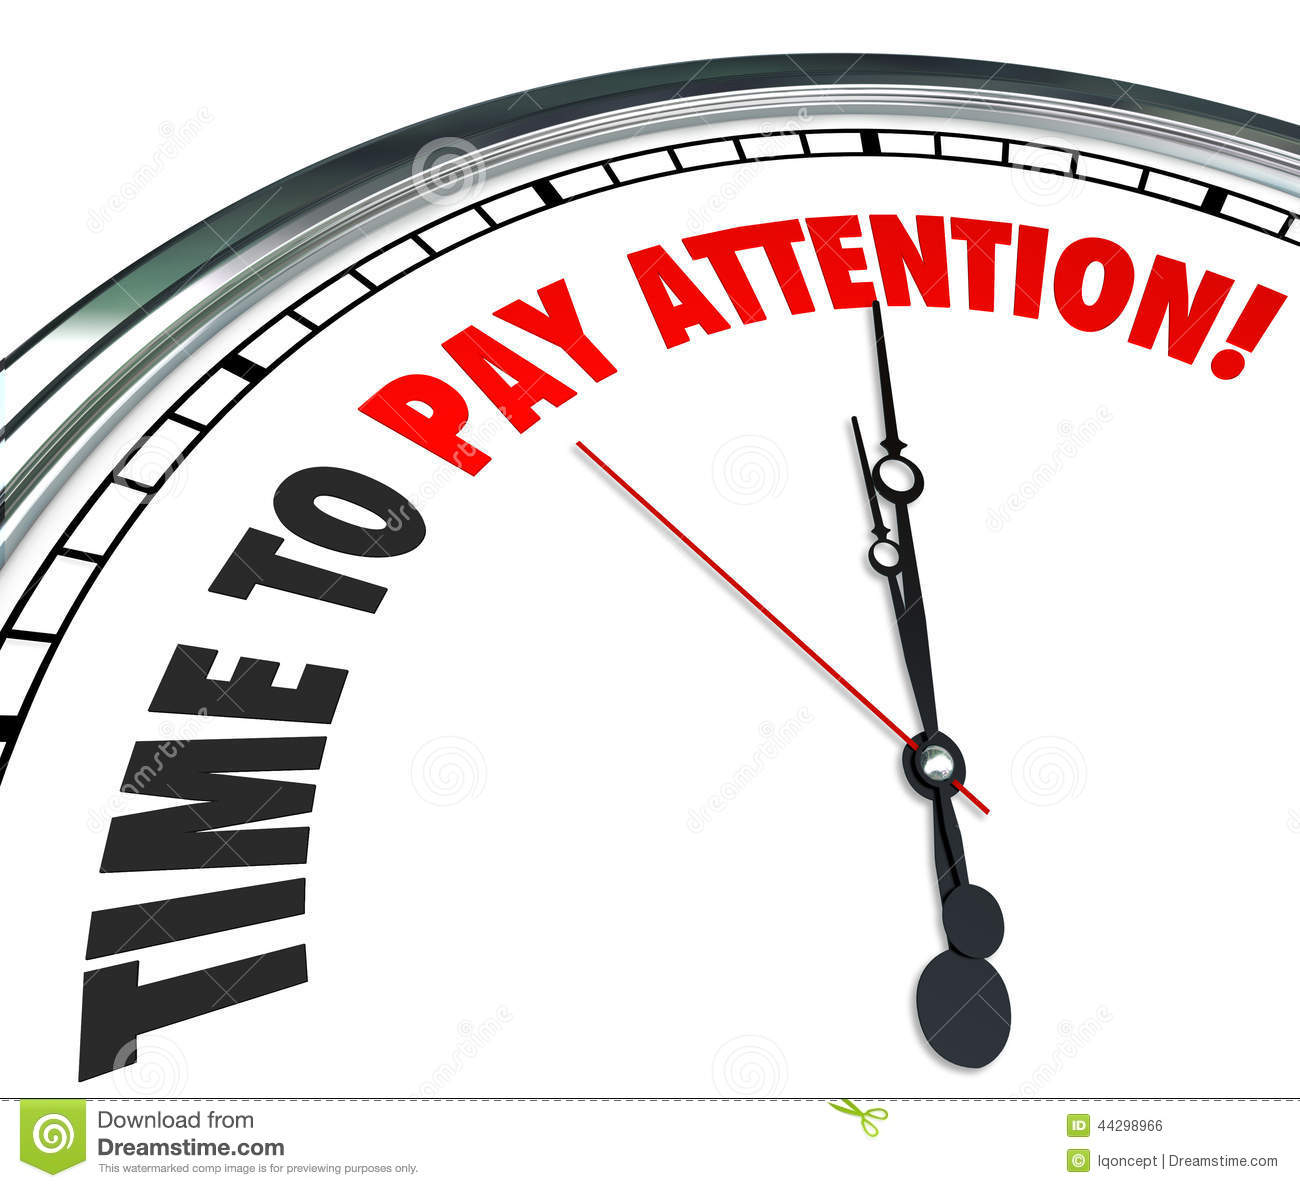 TIME TO PAY ATTENTION!
dreamstime
Download from
Dreamstime.com
This watermarked comp image is for previewing purposes only.
ID 44298966
© Iqoncept | Dreamstime.com